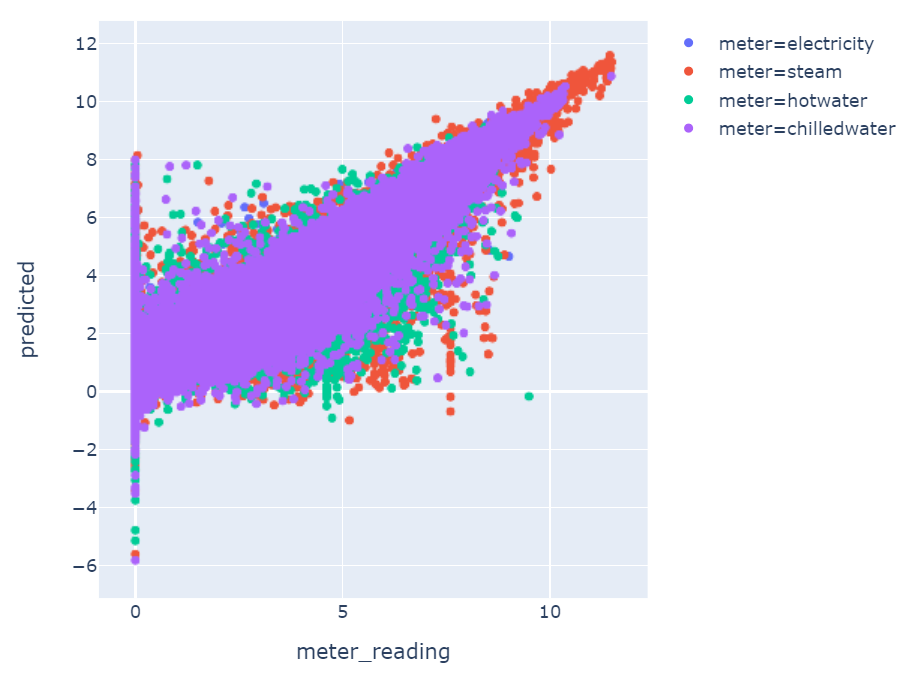 meter=electricity
meter=steam
meter=hotwater
meter=chilledwater
predicted
12
10
8
6
4
2
0
−2
−4
−6
0 5 10
meter_reading